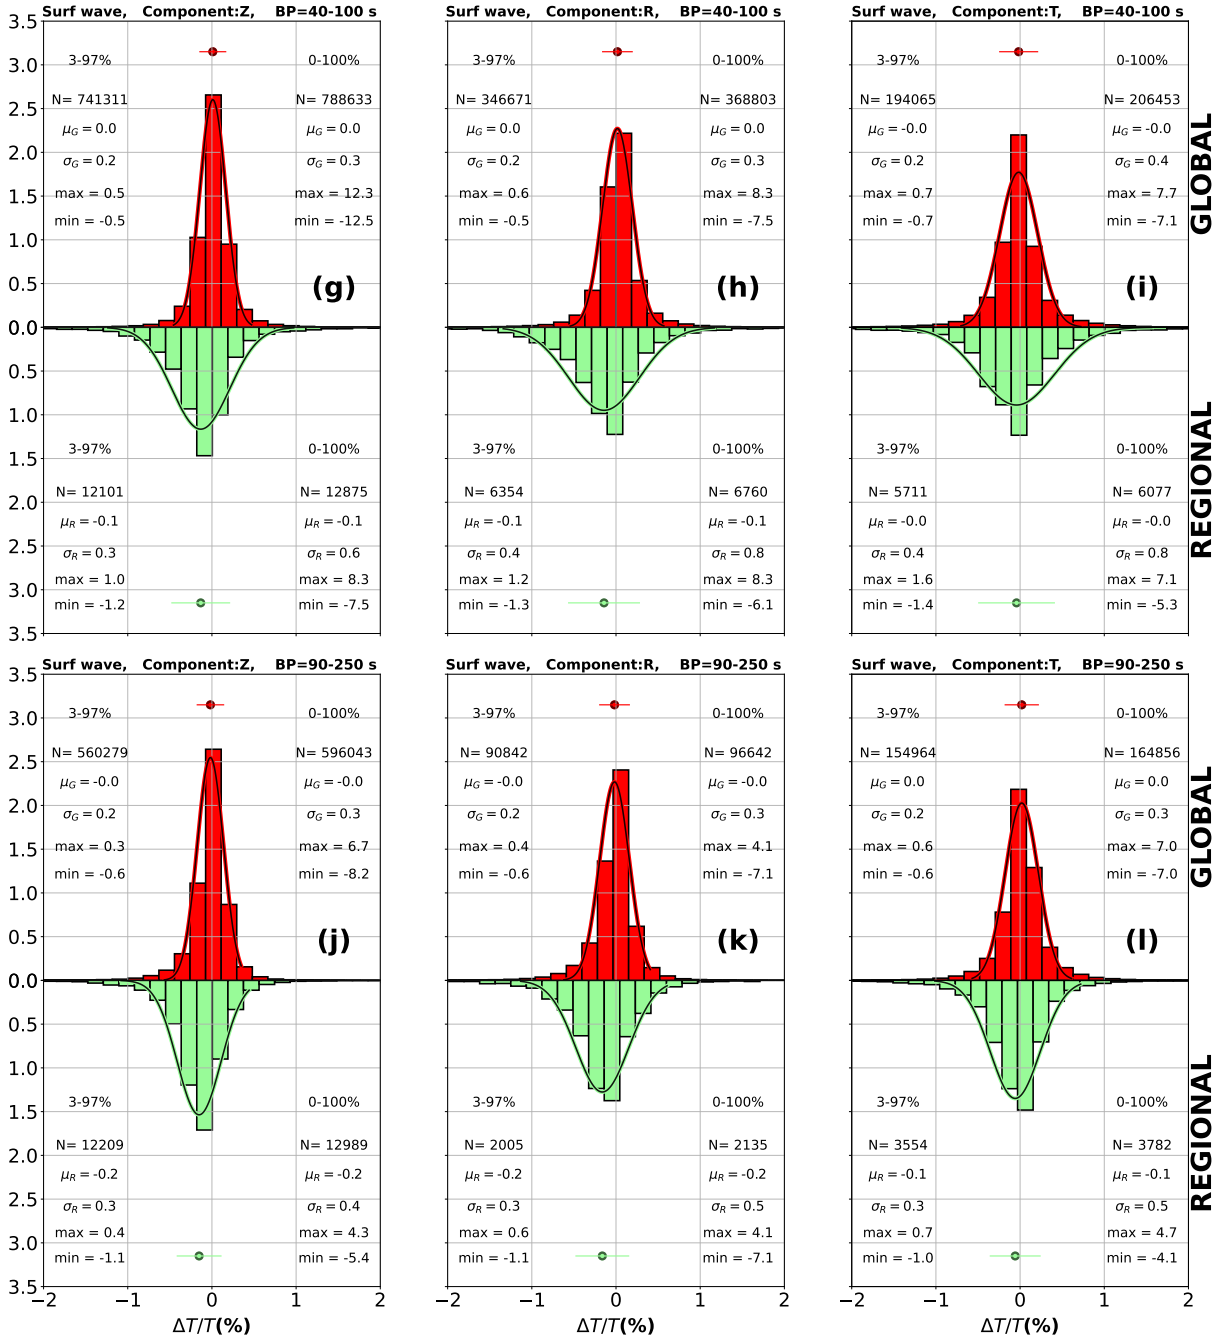 Surf wave, Component:Z, BP=40-100 s
3.5
3.0
2.5
2.0
1.5
1.0
0.5
0.0
0.5
1.0
1.5
2.0
2.5
3.0
3.5
3-97%
0-100%
N= 741311
N= 788633
μG = 0.0
μG = 0.0
σG = 0.2
σG = 0.3
max = 0.5
max = 12.3
min = -0.5
min = -12.5
(g)
3-97%
0-100%
N= 12101
N= 12875
μR = -0.1
μR = -0.1
σR = 0.3
σR = 0.6
max = 1.0
max = 8.3
min = -1.2
min = -7.5
Surf wave, Component:R, BP=40-100 s
3-97%
0-100%
N= 346671
N= 368803
μG = 0.0
μG = 0.0
σG = 0.2
σG = 0.3
max = 0.6
max = 8.3
min = -0.5
min = -7.5
(h)
3-97%
0-100%
N= 6354
N= 6760
μR = -0.1
μR = -0.1
σR = 0.4
σR = 0.8
max = 1.2
max = 8.3
min = -1.3
min = -6.1
Surf wave, Component:T, BP=40-100 s
3-97%
0-100%
N= 194065
N= 206453
μG = -0.0
μG = -0.0
σG = 0.2
σG = 0.4
max = 0.7
max = 7.7
min = -0.7
min = -7.1
(i)
3-97%
0-100%
N= 5711
N= 6077
μR = -0.0
μR = -0.0
σR = 0.4
σR = 0.8
max = 1.6
max = 7.1
min = -1.4
min = -5.3
GLOBAL
REGIONAL
Surf wave, Component:Z, BP=90-250 s
3.5
3.0
2.5
2.0
1.5
1.0
0.5
0.0
0.5
1.0
1.5
2.0
2.5
3.0
3.5
3-97%
0-100%
N= 560279
N= 596043
μG = -0.0
μG = -0.0
σG = 0.2
σG = 0.3
max = 0.3
max = 6.7
min = -0.6
min = -8.2
(j)
3-97%
0-100%
N= 12209
N= 12989
μR = -0.2
μR = -0.2
σR = 0.3
σR = 0.4
max = 0.4
max = 4.3
min = -1.1
min = -5.4
−2 −1 0 1 2
ΔT/T(%)
Surf wave, Component:R, BP=90-250 s
3-97%
0-100%
N= 90842
N= 96642
μG = -0.0
μG = -0.0
σG = 0.2
σG = 0.3
max = 0.4
max = 4.1
min = -0.6
min = -7.1
(k)
3-97%
0-100%
N= 2005
N= 2135
μR = -0.2
μR = -0.2
σR = 0.3
σR = 0.5
max = 0.6
max = 4.1
min = -1.1
min = -7.1
−1 0 1
ΔT/T(%)
Surf wave, Component:T, BP=90-250 s
3-97%
0-100%
N= 154964
N= 164856
μG = 0.0
μG = 0.0
σG = 0.2
σG = 0.3
max = 0.6
max = 7.0
min = -0.6
min = -7.0
(l)
3-97%
0-100%
N= 3554
N= 3782
μR = -0.1
μR = -0.1
σR = 0.3
σR = 0.5
max = 0.7
max = 4.7
min = -1.0
min = -4.1
−2 −1 0 1 2
ΔT/T(%)
GLOBAL
REGIONAL